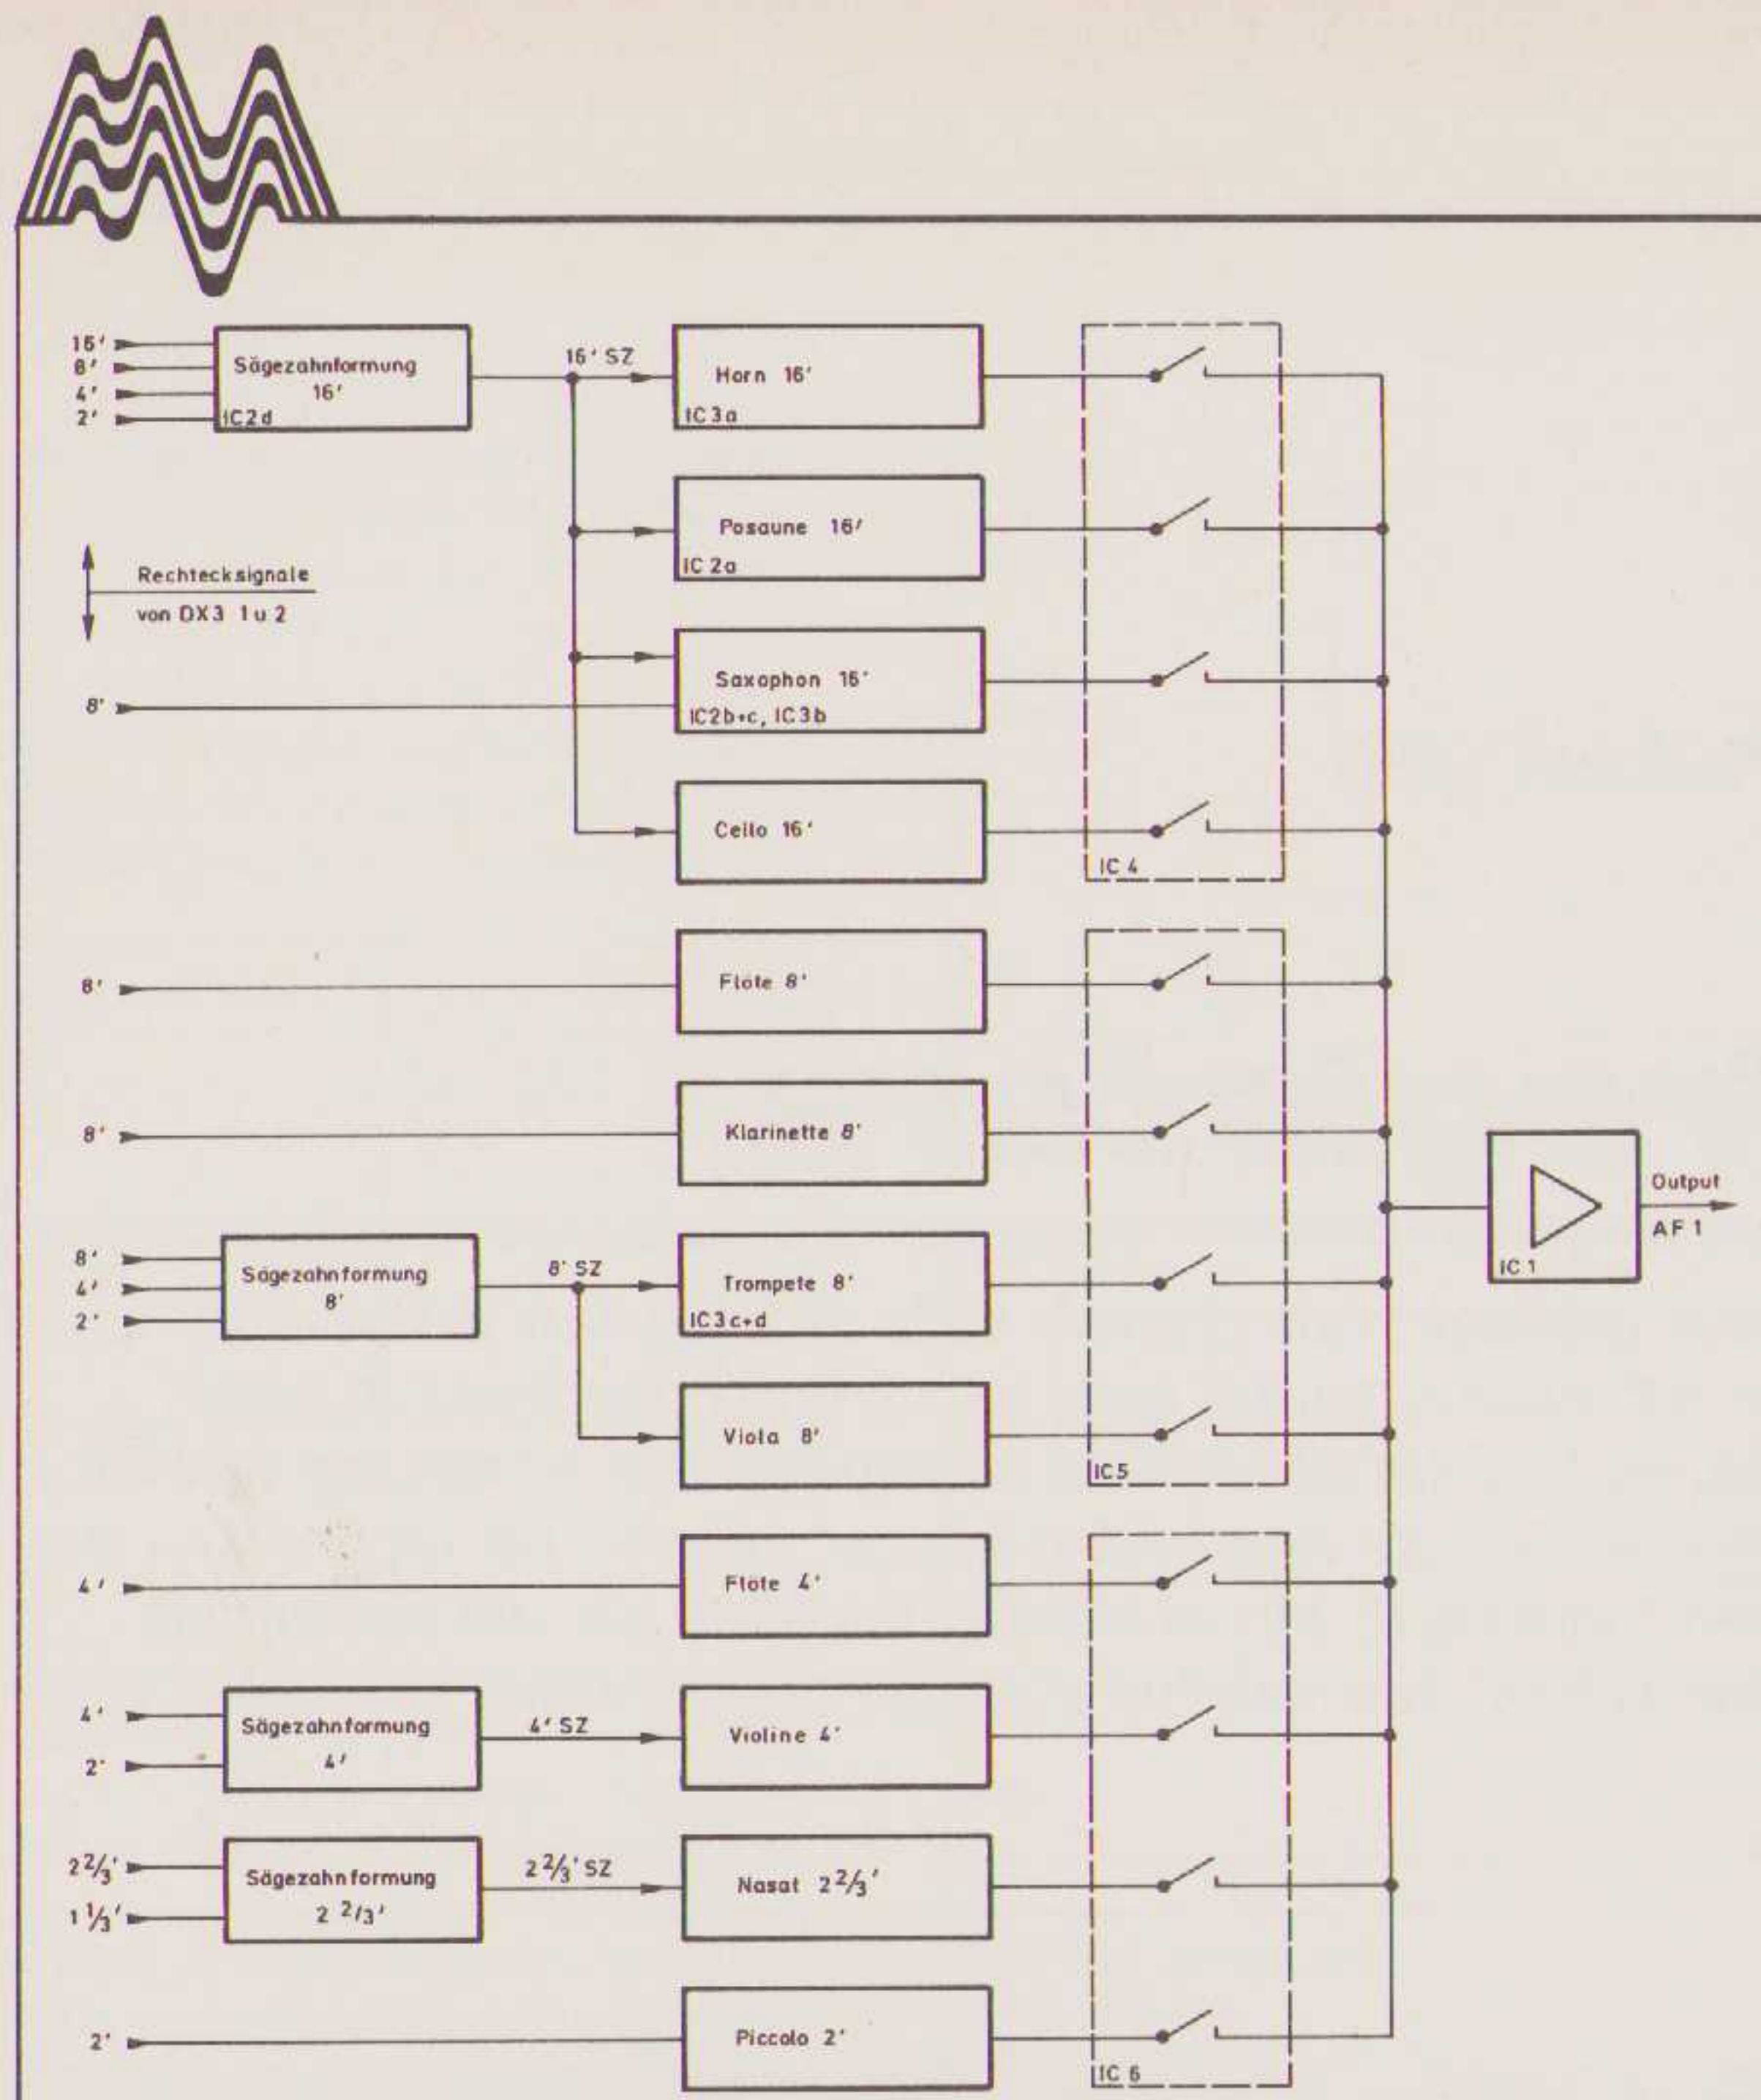 16'
8'
4'
2'
Sägezahnformung
16'
IC2d
16' SZ
Horn 16'
IC3a
Posaune 16'
IC 2a
Rechtecksignale
von DX3 1 u 2
8'
Saxophon 16'
IC2b+c, IC3b
Cello 16'
IC 4
8'
Flöte 8'
8'
Klarinette 8'
8'
4'
2'
Sägezahnformung
8'
8' SZ
Trompete 8'
IC3c+d
Output
AF 1
IC 1
Viola 8'
IC5
4'
Flöte 4'
4'
2'
Sägezahnformung
4'
4' SZ
Violine 4'
2 2/3'
1 1/3'
Sägezahnformung
2 2/3'
2 2/3' SZ
Nasat 2 2/3'
2'
Piccolo 2'
IC 6